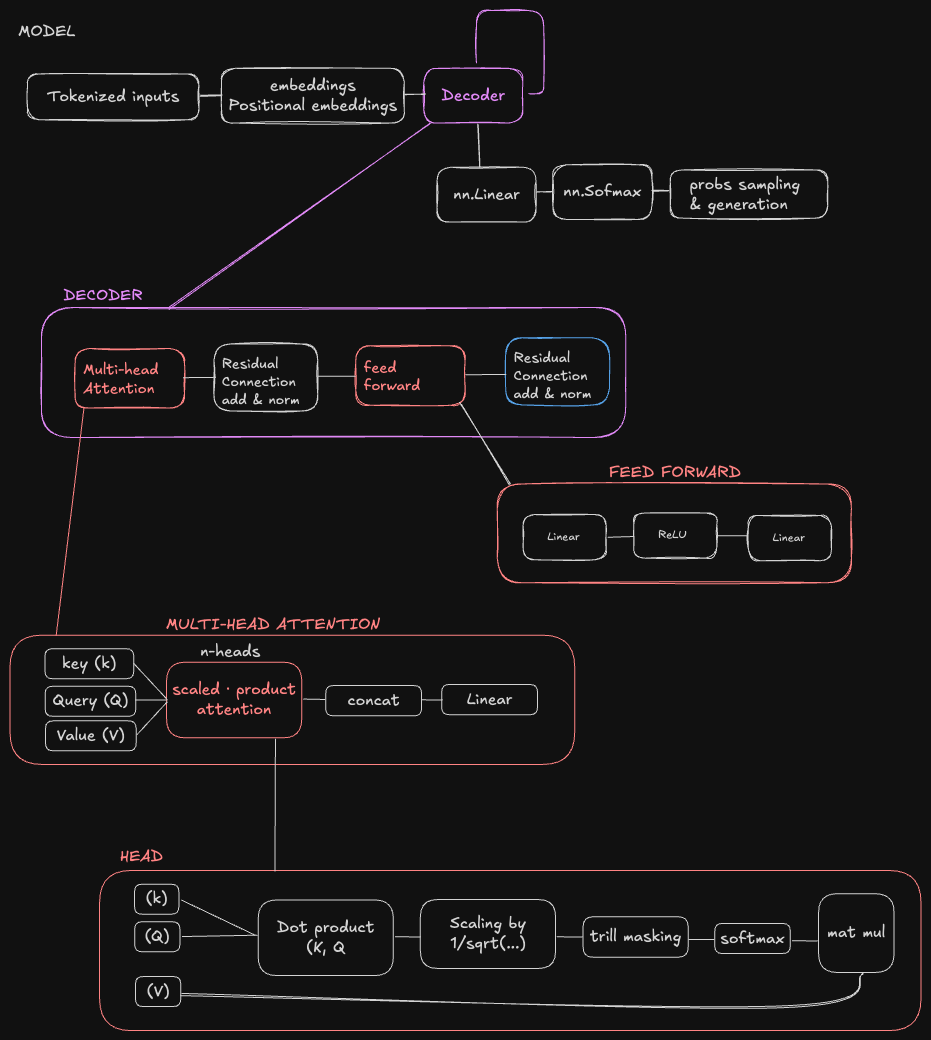 MODEL
Tokenized inputs
embeddings
Positional embeddings
Decoder
nn.Linear
nn.Sofmax
probs sampling
& generation
DECODER
Multi-head
Attention
Residual
Connection
add & norm
feed
forward
Residual
Connection
add & norm
FEED FORWARD
Linear
ReLU
Linear
MULTI-HEAD ATTENTION
n-heads
key (k)
Query (Q)
Value (V)
scaled · product
attention
concat
Linear
HEAD
(k)
(Q)
(V)
Dot product
(K, Q
Scaling by
1/sqrt(...)
trill masking
softmax
mat mul